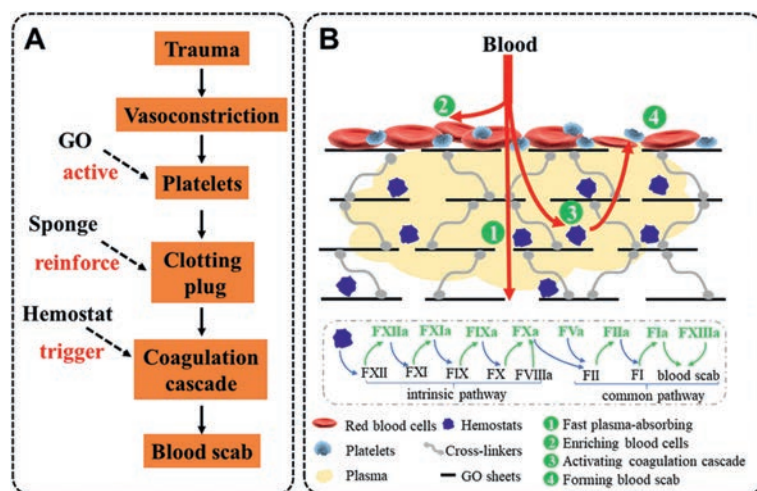 A
Trauma
Vasoconstriction
GO
active
Platelets
Sponge
reinforce
Clotting
plug
Hemostat
trigger
Coagulation
cascade
Blood scab
B
Blood
2
4
3
1
FXIIa FXIa FIXa FXa FVa FIIa FIa FXIIIa
FXII FXI FIX FX FVIIIa FII FI blood scab
intrinsic pathway common pathway
Red blood cells Hemostats 1 Fast plasma-absorbing
Platelets Cross-linkers 2 Enriching blood cells
Plasma GO sheets 3 Activating coagulation cascade
4 Forming blood scab